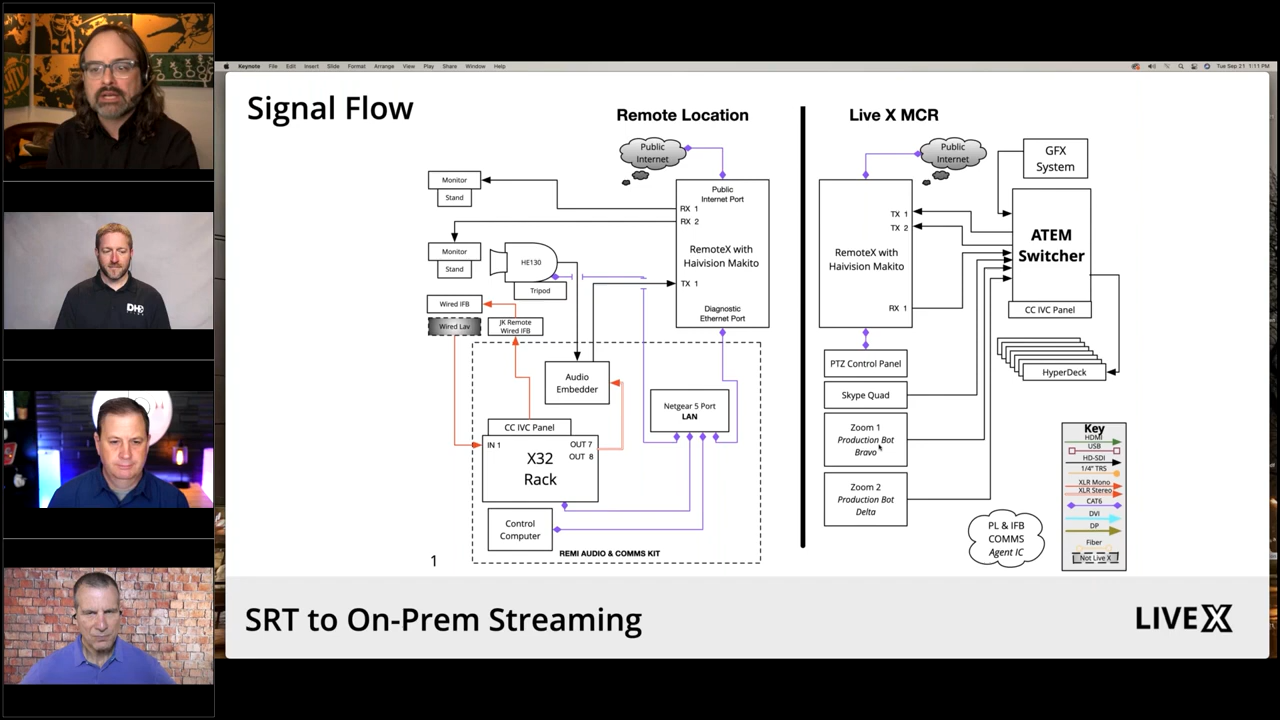 Keynote File Edit Insert Slide Format Arrange View Play Share Window Help
Tue Sep 21 1:11 PM
Signal Flow
Remote Location
Live X MCR
Public
Internet
Monitor
Stand
Monitor
Stand
HE130
Tripod
Wired IFB
Wired Lav
JK Remote
Wired IFB
Public
Internet Port
RX 1
RX 2
RemoteX with
Haivision Makito
TX 1
Diagnostic
Ethernet Port
Audio
Embedder
Netgear 5 Port
LAN
CC IVC Panel
IN 1
OUT 7
OUT 8
X32
Rack
Control
Computer
REMI AUDIO & COMMS KIT
1
Public
Internet
GFX
System
TX 1
TX 2
RemoteX with
Haivision Makito
RX 1
ATEM
Switcher
CC IVC Panel
HyperDeck
PTZ Control Panel
Skype Quad
Zoom 1
Production Bot
Bravo
Zoom 2
Production Bot
Delta
PL & IFB
COMMS
Agent IC
Key
HDMI
USB
HD-SDI
1/4" TRS
XLR Mono
XLR Stereo
CAT6
DVI
DP
Fiber
Not Live X
SRT to On-Prem Streaming
LIVE X
DH